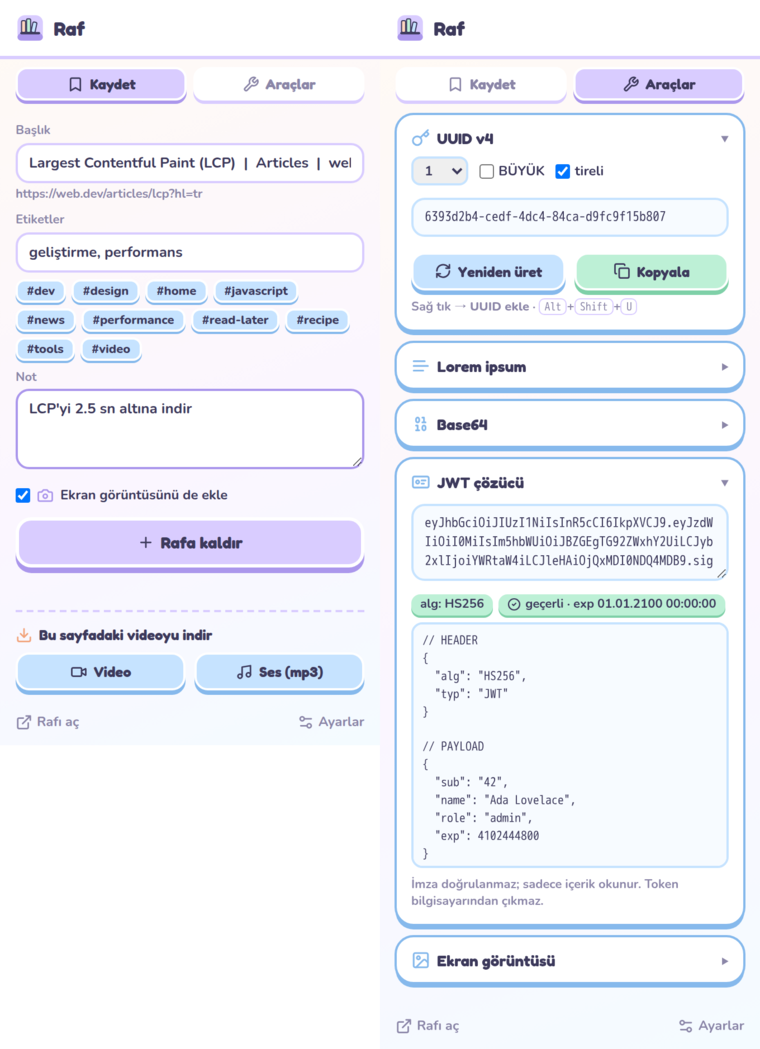 Raf
Kaydet
Araçlar
Başlık
Largest Contentful Paint (LCP) | Articles | wel
https://web.dev/articles/lcp?hl=tr
Etiketler
geliştirme, performans
#dev #design #home #javascript
#news #performance #read-later #recipe
#tools #video
Not
LCP'yi 2.5 sn altına indir
Ekran görüntüsünü de ekle
+ Rafa kaldır
Bu sayfadaki videoyu indir
Video
Ses (mp3)
Rafı aç
Ayarlar
Raf
Kaydet
Araçlar
UUID v4
1 BÜYÜK tireli
6393d2b4-cedf-4dc4-84ca-d9fc9f15b807
Yeniden üret
Kopyala
Sağ tık → UUID ekle · Alt+Shift+U
Lorem ipsum
0110 Base64
JWT çözücü
eyJhbGciOiJIUzI1NiIsInR5cCI6IkpXVCJ9.eyJzdW
IiOiI0MiIsIm5hbWUiOiJBZGEgTG92ZWxhY2UiLCJyb
2xlIjoiYWRtaW4iLCJleHAiOjQxMDI0NDQ4MDB9.sig
alg: HS256
geçerli · exp 01.01.2100 00:00:00
// HEADER
{
"alg": "HS256",
"typ": "JWT"
}
// PAYLOAD
{
"sub": "42",
"name": "Ada Lovelace",
"role": "admin",
"exp": 4102444800
}
İmza doğrulanmaz; sadece içerik okunur. Token
bilgisayarından çıkmaz.
Ekran görüntüsü
Rafı aç
Ayarlar